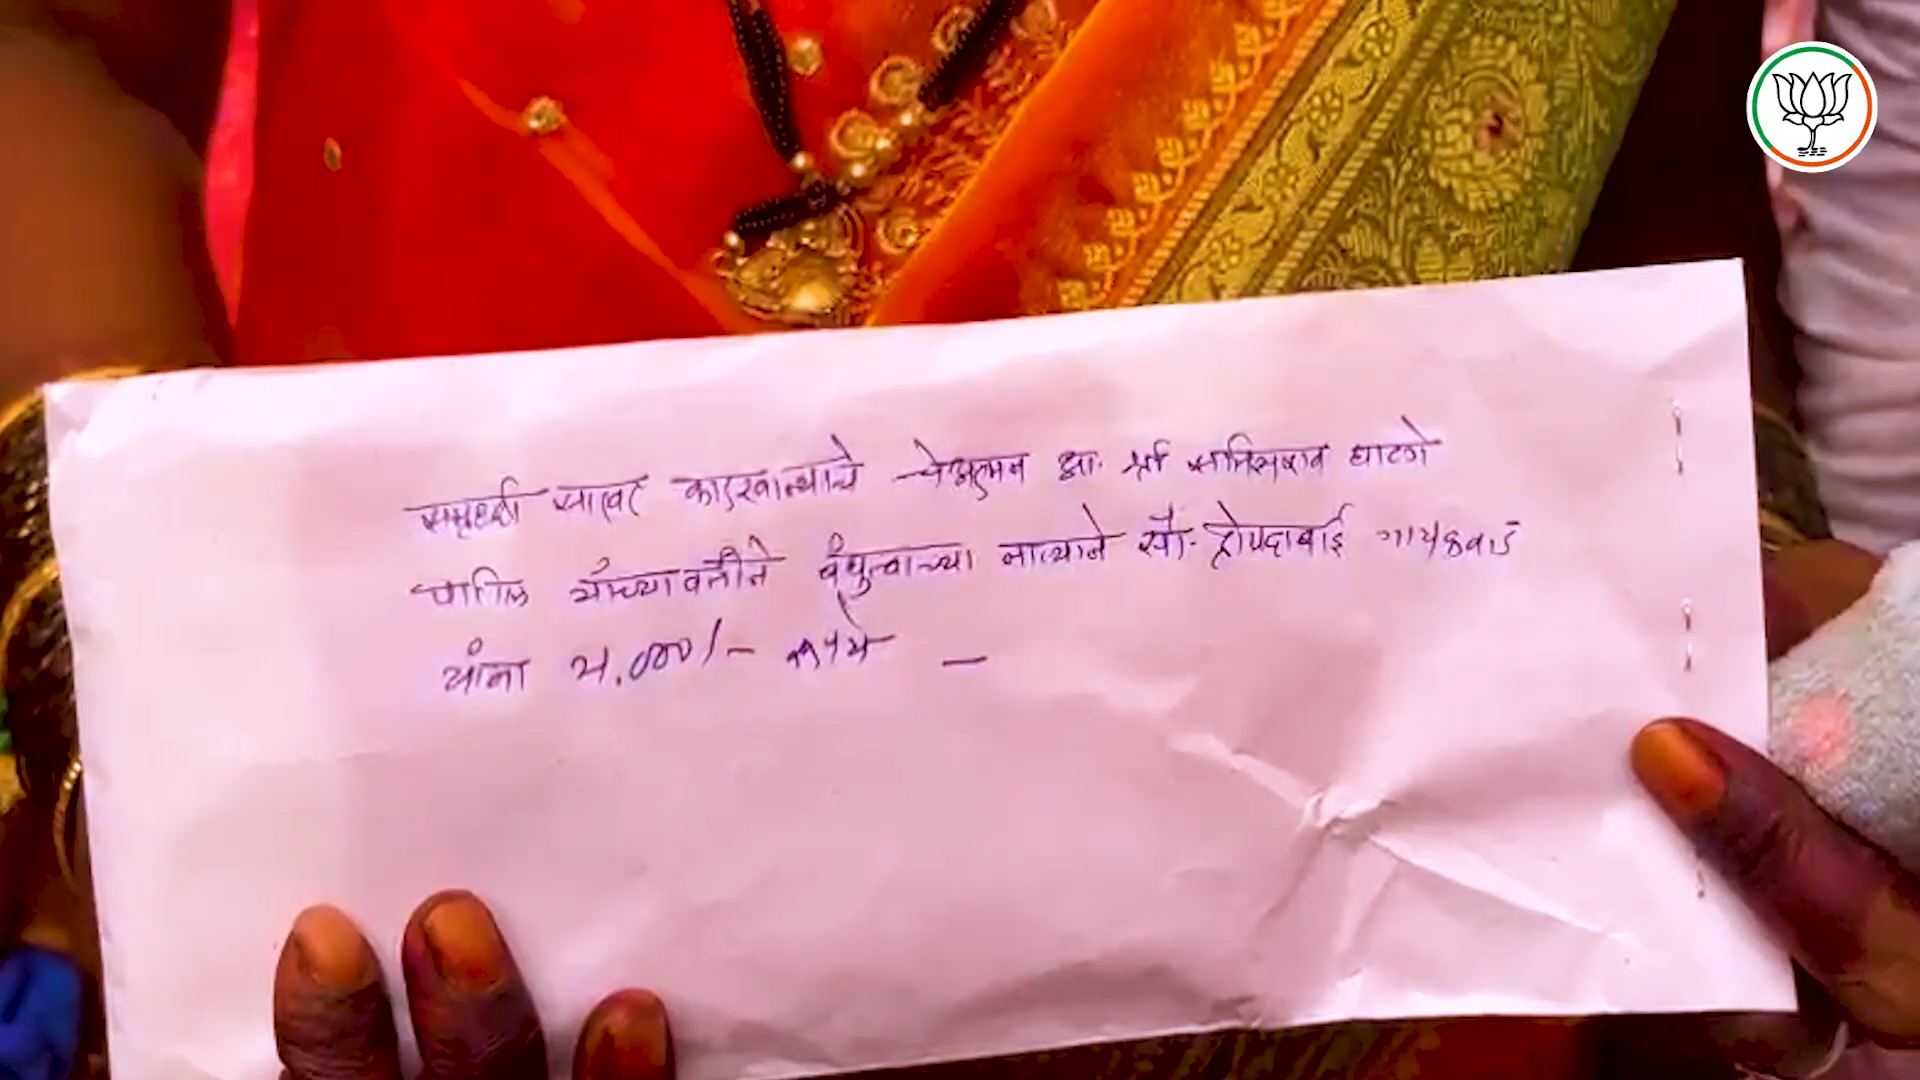 समृध्दी साखर कारखान्याचे चेअरमन मा. श्री सतिशराव घाटगे
पाटिल यांच्यावतीने बंधुत्वाच्या नात्याने सौ. द्रोपदाबाई गायकवाड
यांना ५,०००/- रूपये —